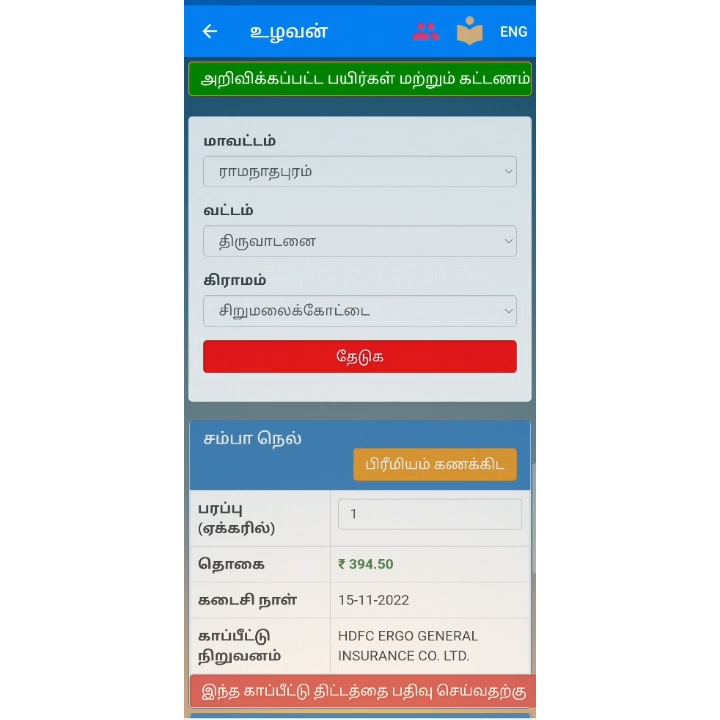 உழவன் ENG
அறிவிக்கப்பட்ட பயிர்கள் மற்றும் கட்டணம்
மாவட்டம்
ராமநாதபுரம்
வட்டம்
திருவாடனை
கிராமம்
சிறுமலைக்கோட்டை
தேடுக
சம்பா நெல்
பிரீமியம் கணக்கிட
பரப்பு
(ஏக்கரில்)
1
தொகை
₹ 394.50
கடைசி நாள்
15-11-2022
காப்பீட்டு
நிறுவனம்
HDFC ERGO GENERAL
INSURANCE CO. LTD.
இந்த காப்பீட்டு திட்டத்தை பதிவு செய்வதற்கு